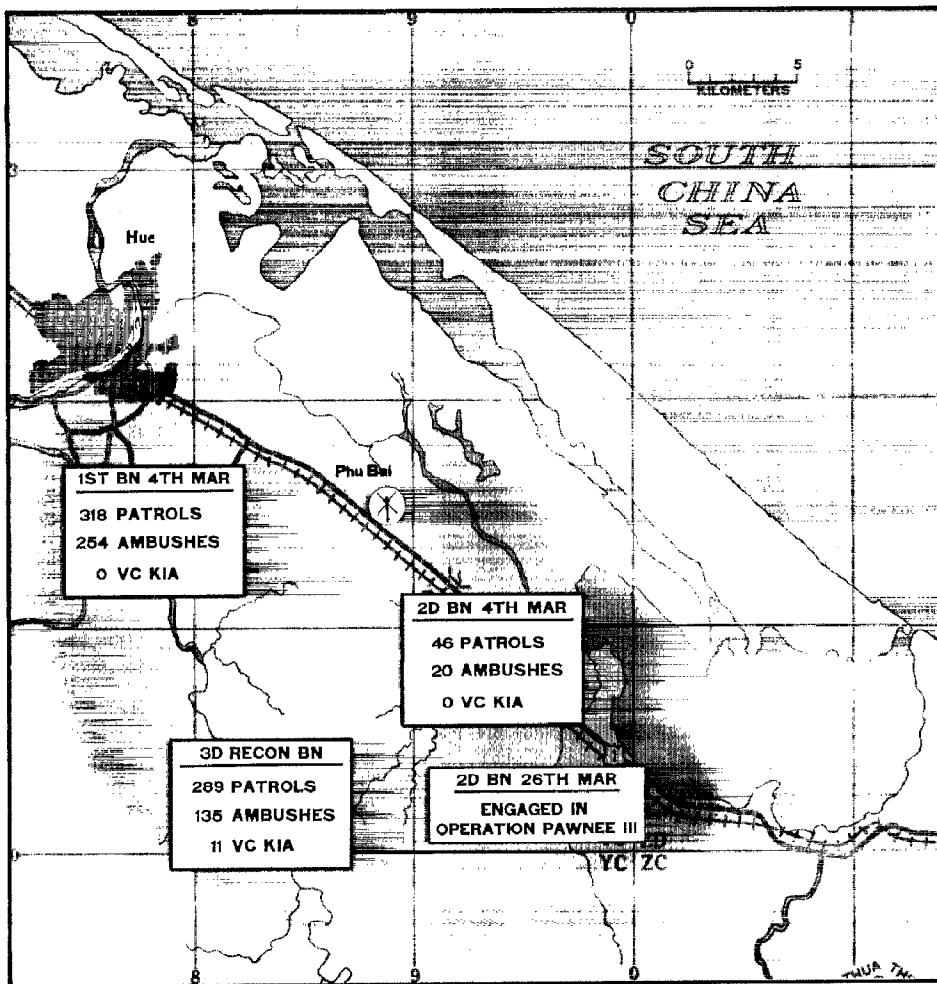 8
9
0
0
5
KILOMETERS
SOUTH
CHINA
SEA
Hue
Phu Bai
1ST BN 4TH MAR
318 PATROLS
254 AMBUSHES
0 VC KIA
2D BN 4TH MAR
46 PATROLS
20 AMBUSHES
0 VC KIA
3D RECON BN
289 PATROLS
135 AMBUSHES
11 VC KIA
2D BN 26TH MAR
ENGAGED IN
OPERATION PAWNEE III
YC ZC
8
9
0
THUA